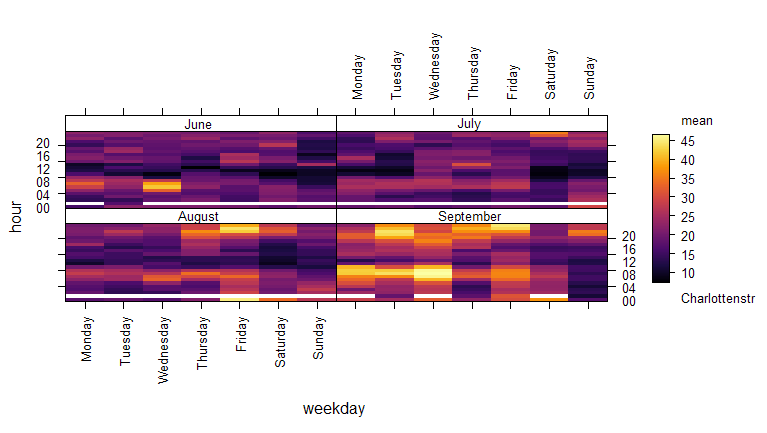 Monday
Tuesday
Wednesday
Thursday
Friday
Saturday
Sunday
June
July
mean
20
16
12
08
04
00
45
40
35
30
25
20
15
10
Charlottenstr
hour
August
September
20
16
12
08
04
00
Monday
Tuesday
Wednesday
Thursday
Friday
Saturday
Sunday
weekday